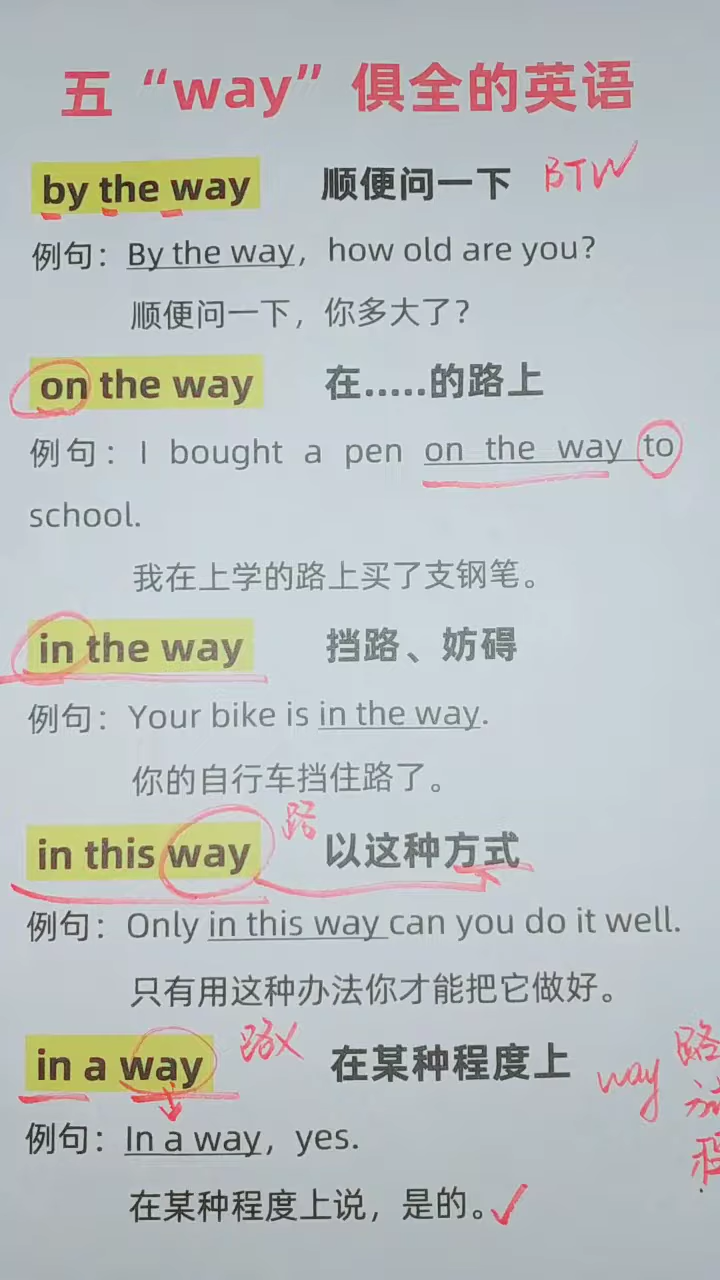 五“way”俱全的英语
by the way 顺便问一下 BTW
例句：By the way，how old are you？
顺便问一下，你多大了？
on the way 在.....的路上
例句：I bought a pen on the way to
school.
我在上学的路上买了支钢笔。
in the way 挡路、妨碍
例句：Your bike is in the way.
你的自行车挡住路了。
in this way 路 以这种方式
例句：Only in this way can you do it well.
只有用这种办法你才能把它做好。
in a way 路× 在某种程度上 way 路
例句：In a way，yes.
在某种程度上说，是的。